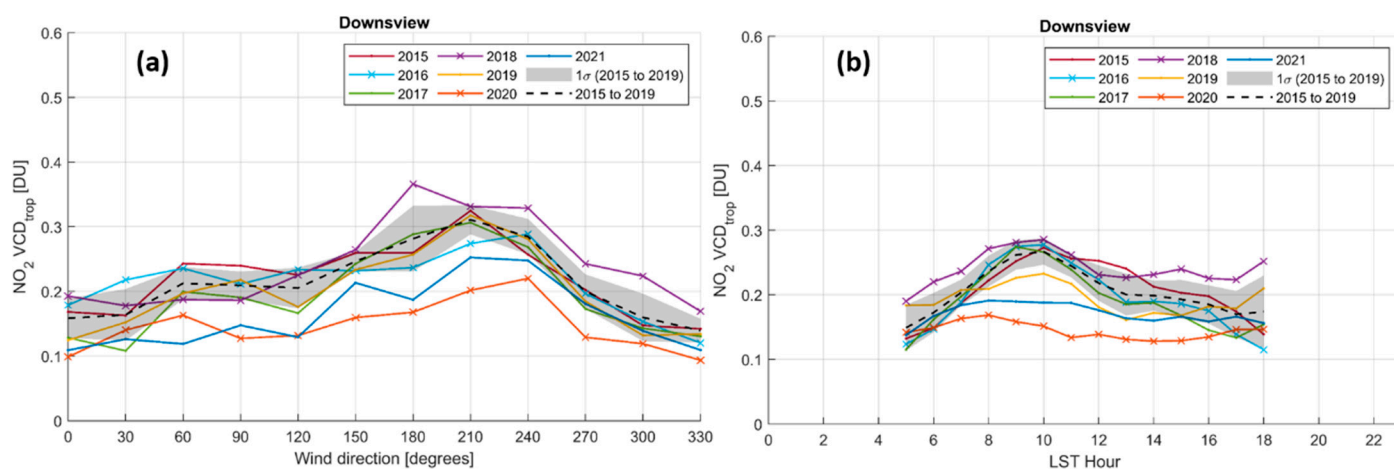 Downsview
(a)
2015 2018 2021
2016 2019 1σ (2015 to 2019)
2017 2020 2015 to 2019
0.6
0.5
0.4
0.3
0.2
0.1
0
NO2 VCDtrop [DU]
0 30 60 90 120 150 180 210 240 270 300 330
Wind direction [degrees]
Downsview
(b)
2015 2018 2021
2016 2019 1σ (2015 to 2019)
2017 2020 2015 to 2019
0.6
0.5
0.4
0.3
0.2
0.1
0
NO2 VCDtrop [DU]
0 2 4 6 8 10 12 14 16 18 20 22
LST Hour